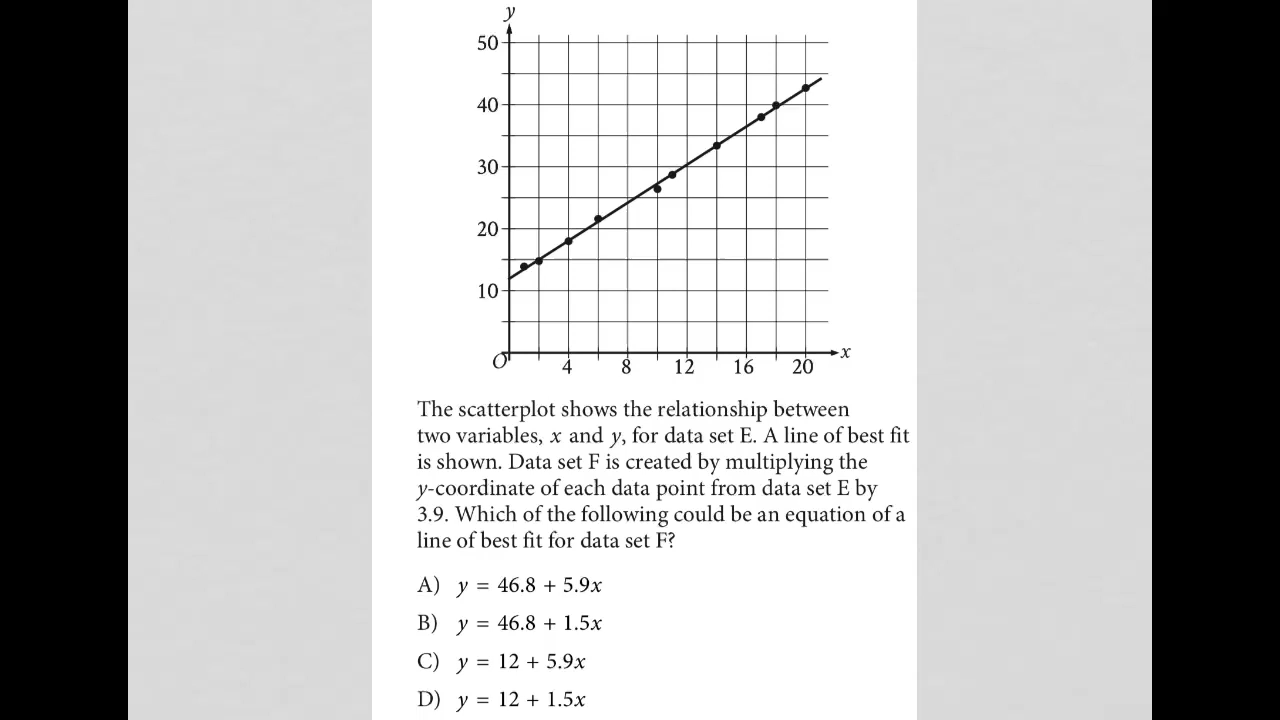 y
50
40
30
20
10
O 4 8 12 16 20 x
The scatterplot shows the relationship between
two variables, x and y, for data set E. A line of best fit
is shown. Data set F is created by multiplying the
y-coordinate of each data point from data set E by
3.9. Which of the following could be an equation of a
line of best fit for data set F?
A) y = 46.8 + 5.9x
B) y = 46.8 + 1.5x
C) y = 12 + 5.9x
D) y = 12 + 1.5x